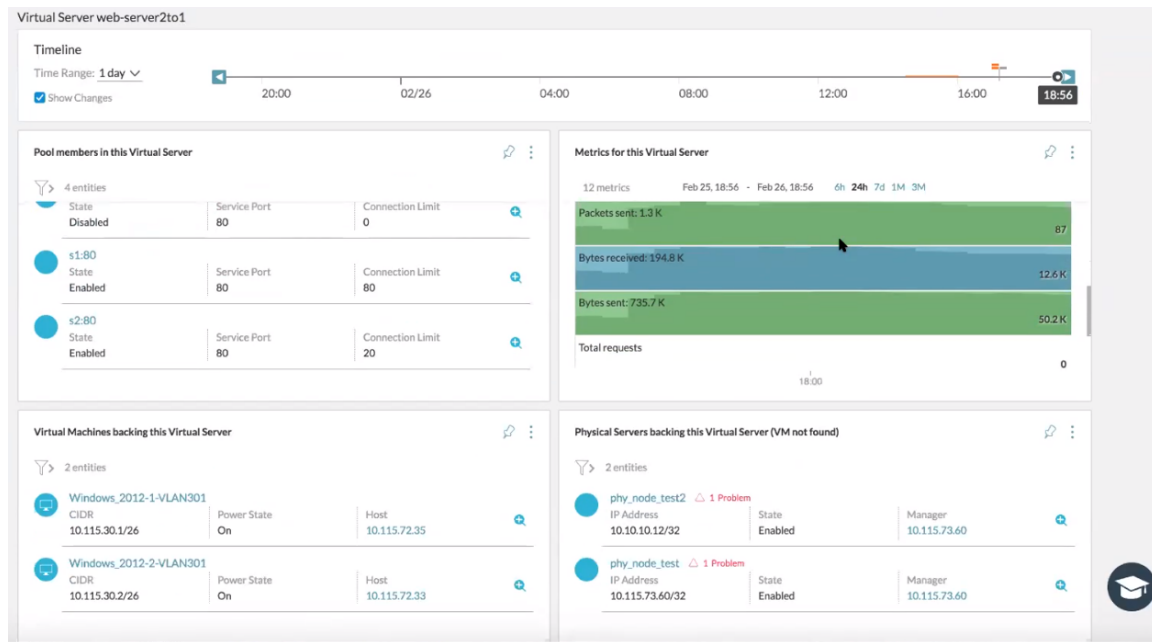 Virtual Server web-server2to1
Timeline
Time Range: 1 day
Show Changes
20:00 02/26 04:00 08:00 12:00 16:00 18:56
Pool members in this Virtual Server
4 entities
State Service Port Connection Limit
Disabled 80 0
s1:80
State Service Port Connection Limit
Enabled 80 80
s2:80
State Service Port Connection Limit
Enabled 80 20
Metrics for this Virtual Server
12 metrics Feb 25, 18:56 - Feb 26, 18:56 6h 24h 7d 1M 3M
Packets sent: 1.3 K
87
Bytes received: 194.8 K
12.6 K
Bytes sent: 735.7 K
50.2 K
Total requests
0
18:00
Virtual Machines backing this Virtual Server
2 entities
Windows_2012-1-VLAN301
CIDR Power State Host
10.115.30.1/26 On 10.115.72.35
Windows_2012-2-VLAN301
CIDR Power State Host
10.115.30.2/26 On 10.115.72.33
Physical Servers backing this Virtual Server (VM not found)
2 entities
phy_node_test2 1 Problem
IP Address State Manager
10.10.10.12/32 Enabled 10.115.73.60
phy_node_test 1 Problem
IP Address State Manager
10.115.73.60/32 Enabled 10.115.73.60